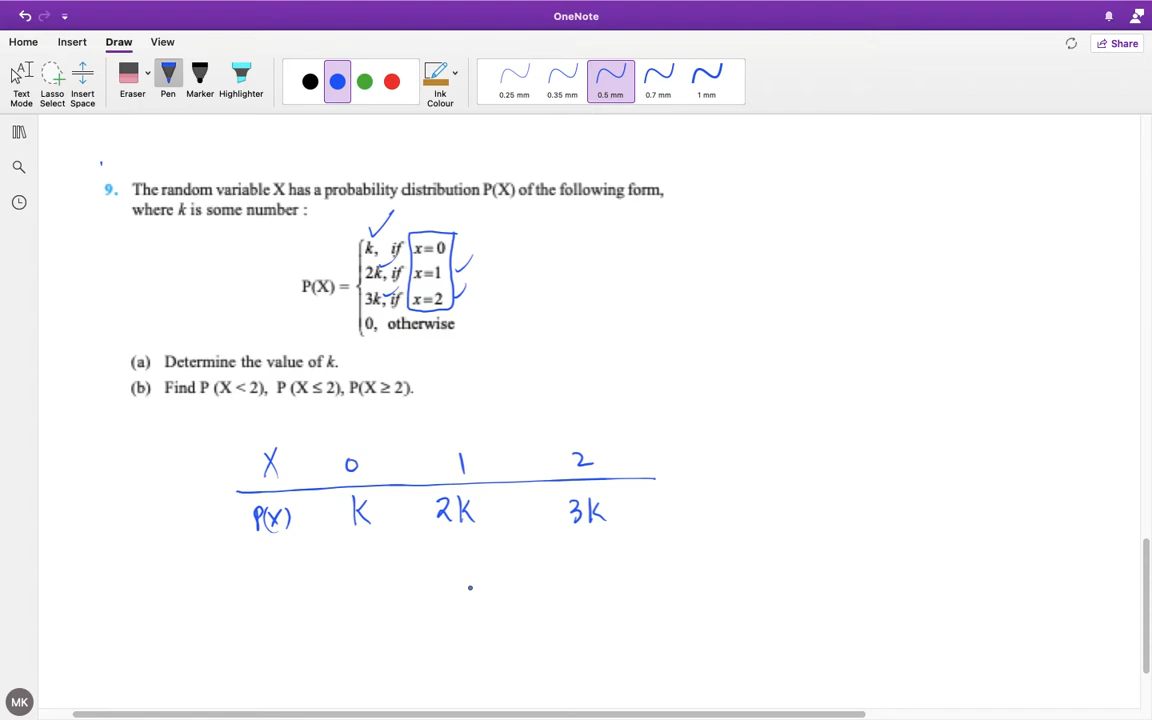 OneNote
Home Insert Draw View
Share
Text Mode
Lasso Select
Insert Space
Eraser
Pen
Marker
Highlighter
Ink Colour
0.25 mm
0.35 mm
0.5 mm
0.7 mm
1 mm
9. The random variable X has a probability distribution P(X) of the following form,
where k is some number :
k, if x=0
2k, if x=1
P(X) =
3k, if x=2
0, otherwise
(a) Determine the value of k.
(b) Find P (X < 2), P (X ≤ 2), P(X ≥ 2).
X 0 1 2
P(X) K 2K 3K
MK